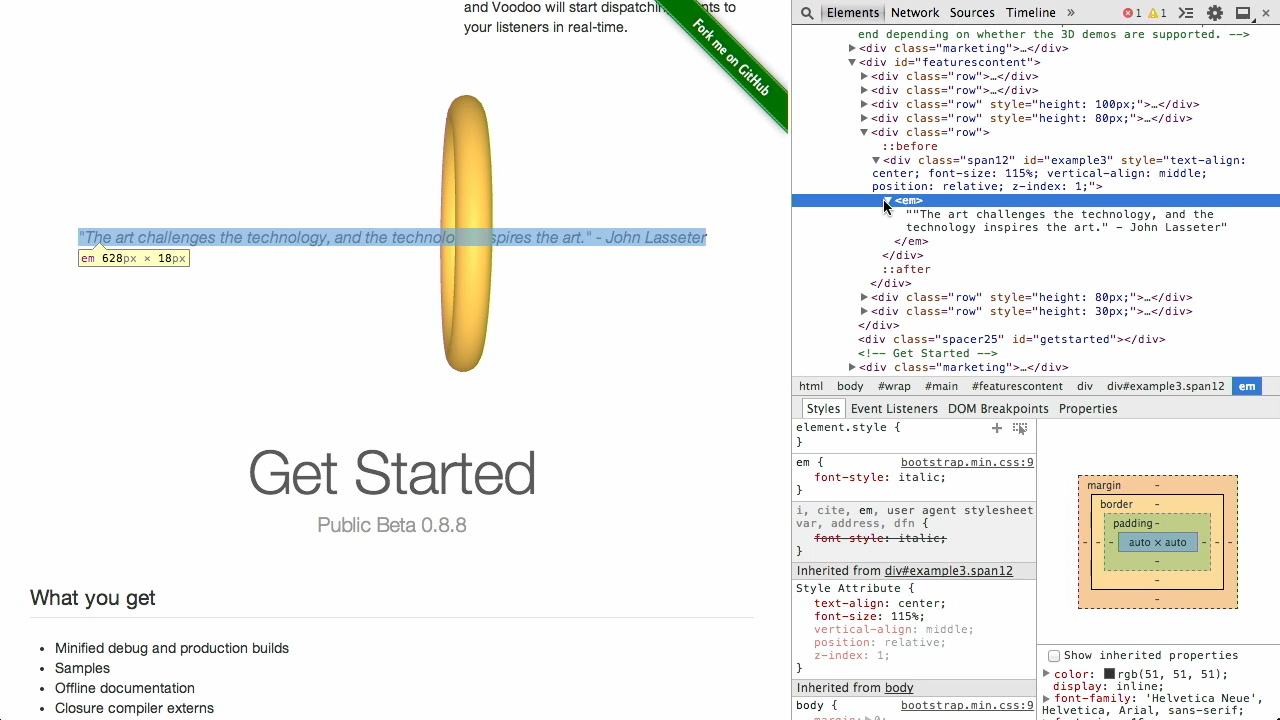 and Voodoo will start dispatchin
nts to
your listeners in real-time.
Fork me on GitHub
"The art challenges the technology, and the technolo
spires the art." - John Lasseter
em 628px × 18px
Get Started
Public Beta 0.8.8
What you get
• Minified debug and production builds
• Samples
• Offline documentation
• Closure compiler externs
Elements Network Sources Timeline » 1 1
end depending on whether the 3D demos are supported. -->
<div class="marketing">…</div>
<div id="featurescontent">
<div class="row">…</div>
<div class="row">…</div>
<div class="row" style="height: 100px;">…</div>
<div class="row" style="height: 80px;">…</div>
<div class="row">
::before
<div class="span12" id="example3" style="text-align:
center; font-size: 115%; vertical-align: middle;
position: relative; z-index: 1;">
<em>
""The art challenges the technology, and the
technology inspires the art." – John Lasseter"
</em>
</div>
::after
</div>
<div class="row" style="height: 80px;">…</div>
<div class="row" style="height: 30px;">…</div>
</div>
<div class="spacer25" id="getstarted"></div>
<!-- Get Started -->
<div class="marketing">…</div>
html body #wrap #main #featurescontent div div#example3.span12 em
Styles Event Listeners DOM Breakpoints Properties
element.style {
}
em { bootstrap.min.css:9
font-style: italic;
}
i, cite, em, user agent stylesheet
var, address, dfn {
font-style: italic;
}
Inherited from div#example3.span12
Style Attribute {
text-align: center;
font-size: 115%;
vertical-align: middle;
position: relative;
z-index: 1;
}
Inherited from body
body { bootstrap.min.css:9
margin: 0;
margin -
border -
padding -
- - - auto × auto - - -
-
-
-
Show inherited properties
color: rgb(51, 51, 51);
display: inline;
font-family: 'Helvetica Neue',
Helvetica, Arial, sans-serif;